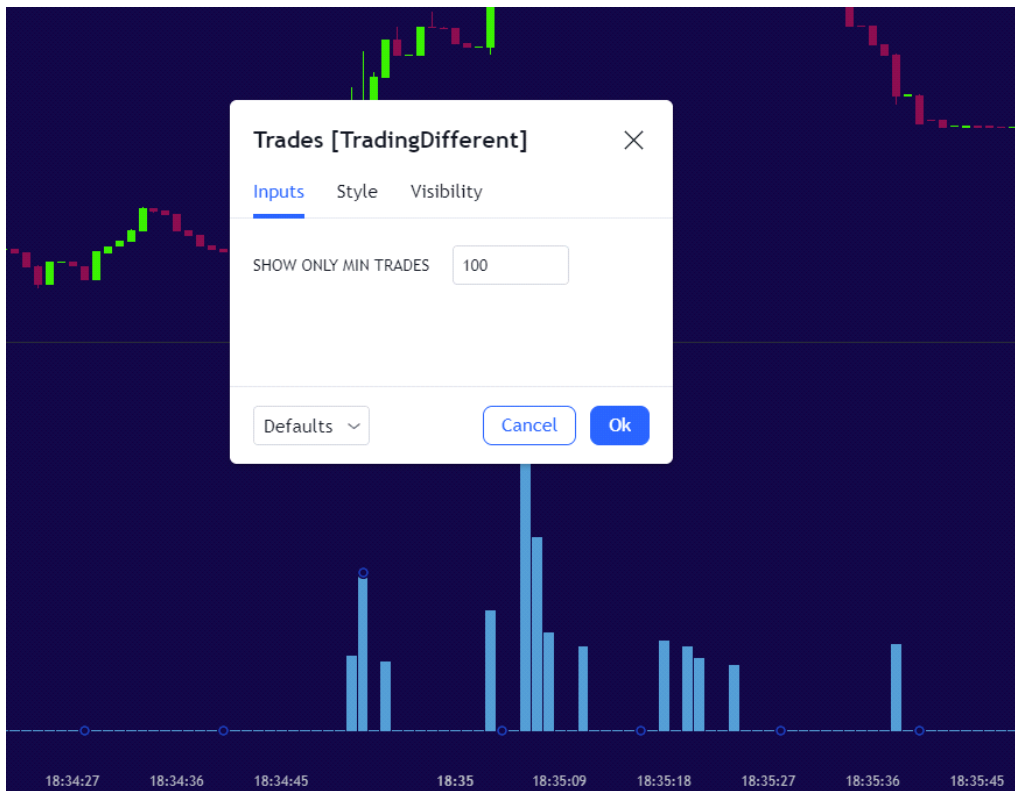 Trades [TradingDifferent]
Inputs Style Visibility
SHOW ONLY MIN TRADES 100
Defaults Cancel Ok
18:34:27 18:34:36 18:34:45 18:35 18:35:09 18:35:18 18:35:27 18:35:36 18:35:45